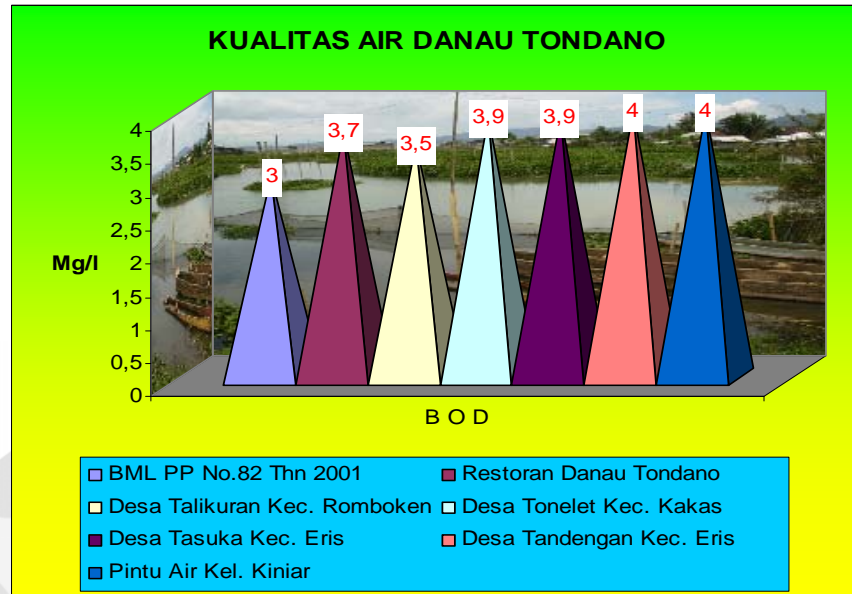 KUALITAS AIR DANAU TONDANO
4
3,5
3
2,5
2
1,5
1
0,5
0
Mg/l
3
3,7
3,5
3,9
3,9
4
4
B O D
BML PP No.82 Thn 2001
Restoran Danau Tondano
Desa Talikuran Kec. Romboken
Desa Tonelet Kec. Kakas
Desa Tasuka Kec. Eris
Desa Tandengan Kec. Eris
Pintu Air Kel. Kiniar